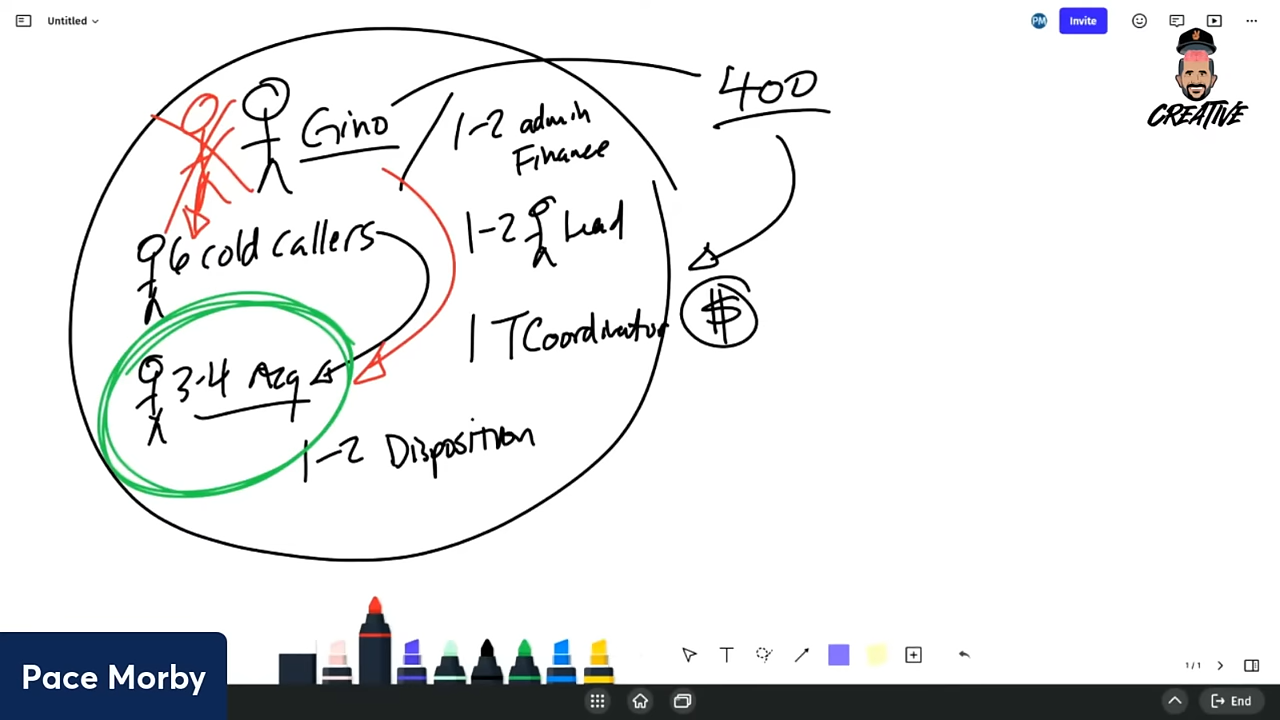 Untitled
PM
Invite
CREATIVE
Gino
400
1-2 admin
Finance
6 cold callers
1-2 Lead
1 TCoordinator
$
3-4 Acq
1-2 Disposition
1/1
End
Pace Morby